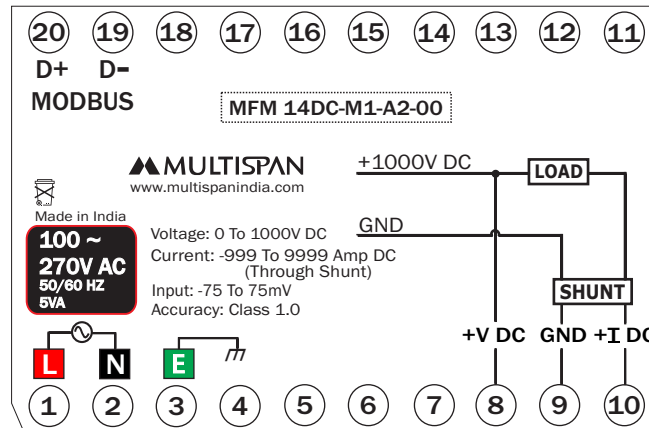 20 19 18 17 16 15 14 13 12 11
D+ D-
MODBUS
MFM 14DC-M1-A2-00
MULTISPAN
www.multispanindia.com
+1000V DC
LOAD
Made in India
GND
100 ~
270V AC
50/60 HZ
5VA
Voltage: 0 To 1000V DC
Current: -999 To 9999 Amp DC
(Through Shunt)
Input: -75 To 75mV
Accuracy: Class 1.0
SHUNT
+V DC GND +I DC
L N E
1 2 3 4 5 6 7 8 9 10